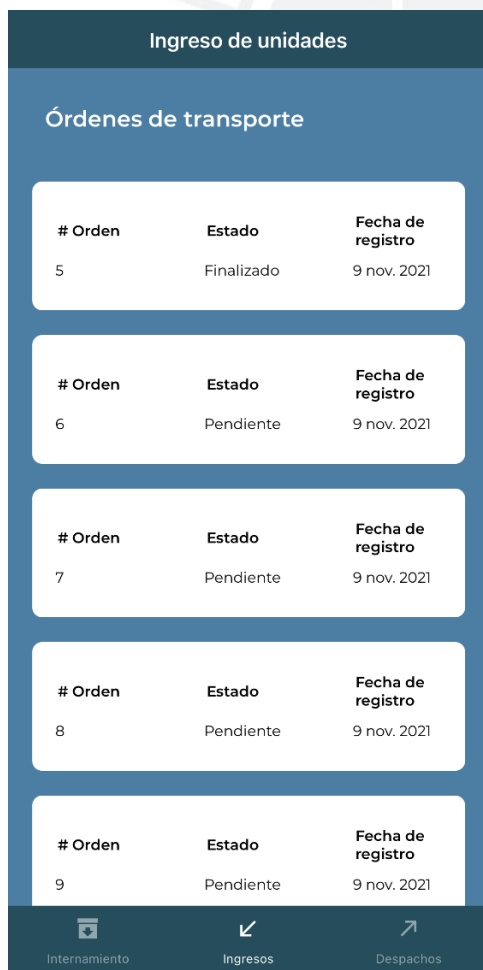 Ingreso de unidades
Órdenes de transporte
# Orden Estado Fecha de registro
5 Finalizado 9 nov. 2021
# Orden Estado Fecha de registro
6 Pendiente 9 nov. 2021
# Orden Estado Fecha de registro
7 Pendiente 9 nov. 2021
# Orden Estado Fecha de registro
8 Pendiente 9 nov. 2021
# Orden Estado Fecha de registro
9 Pendiente 9 nov. 2021
Internamiento Ingresos Despachos